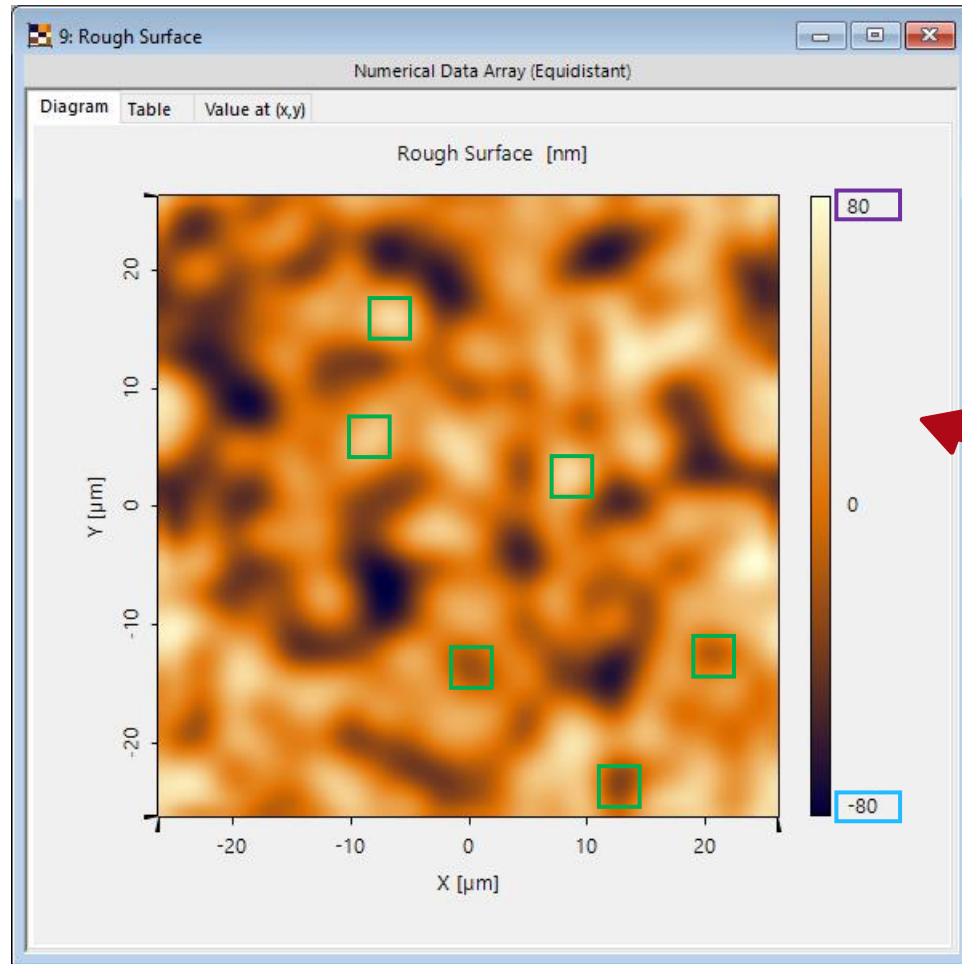 9: Rough Surface
Numerical Data Array (Equidistant)
Diagram Table Value at (x,y)
Rough Surface [nm]
80
20
10
0
0
-10
-20
-80
Y [µm]
-20 -10 0 10 20
X [µm]